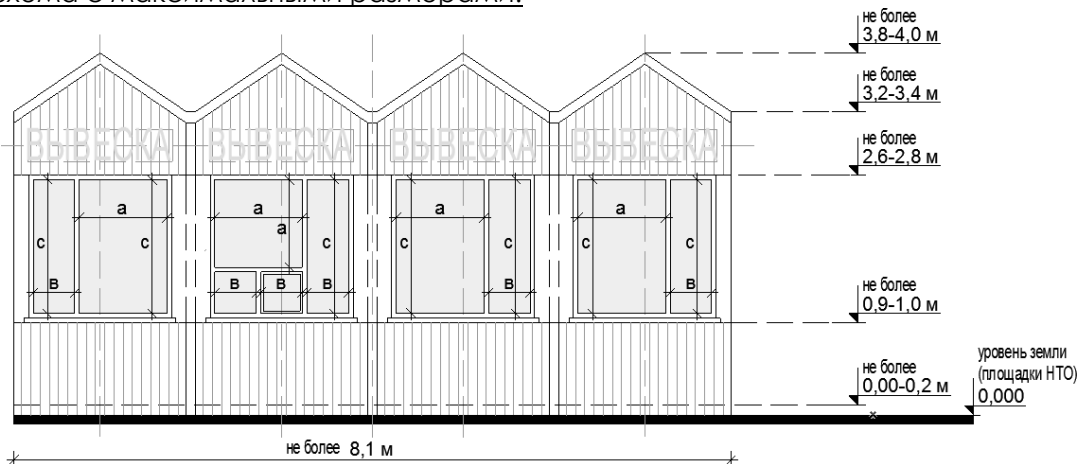 схема с максимальными размерами:
не более
3,8-4,0 м
не более
3,2-3,4 м
ВЫВЕСКА ВЫВЕСКА ВЫВЕСКА ВЫВЕСКА
не более
2,6-2,8 м
а а а а
а
с с с с с с
в в в в в в
не более
0,9-1,0 м
уровень земли
(площадки НТО)
0,000
не более
0,00-0,2 м
не более 8,1 м